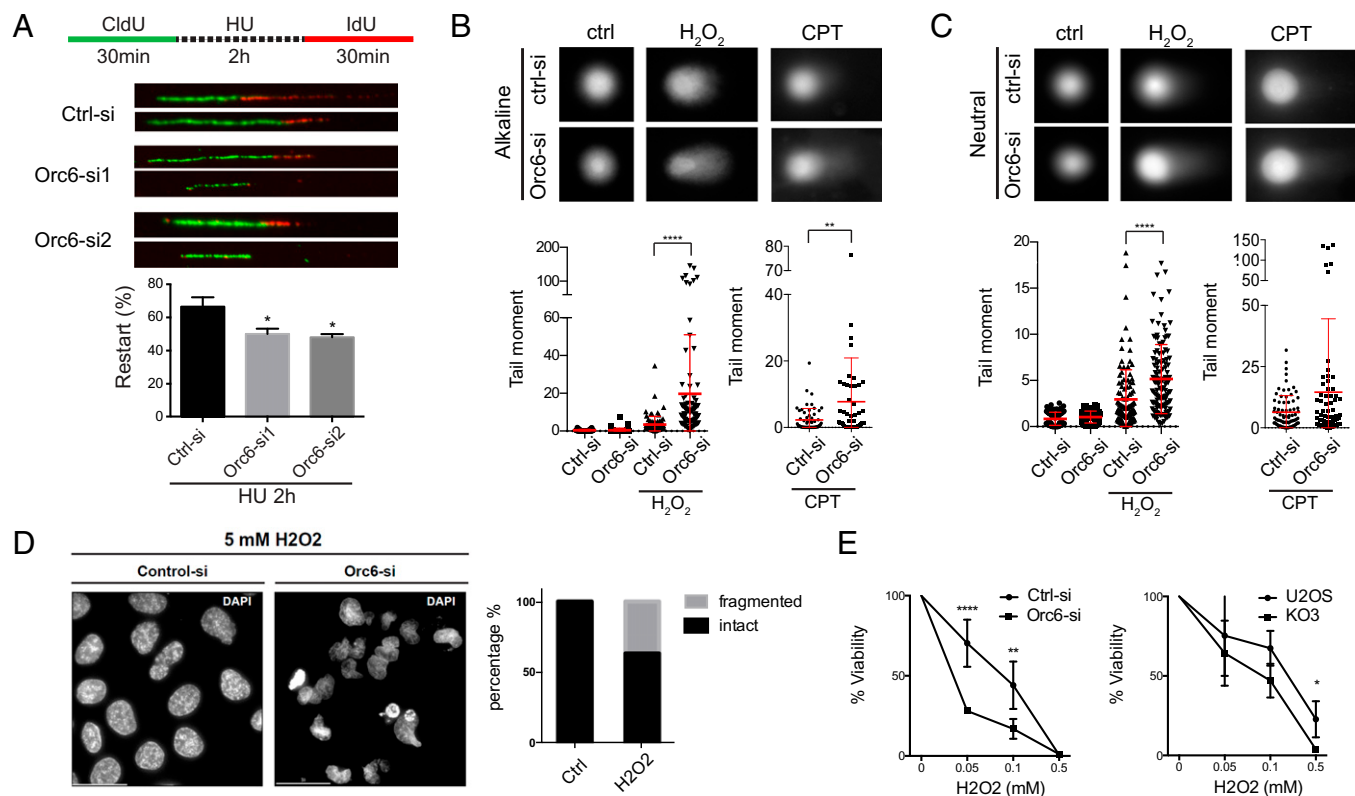 A
CldU HU IdU
30min 2h 30min
Ctrl-si
Orc6-si1
Orc6-si2
Restart (%)
80
60
40
20
0
* *
Ctrl-si Orc6-si1 Orc6-si2
HU 2h
B
ctrl H2O2 CPT
Alkaline
ctrl-si
Orc6-si
Tail moment
200
100
60
40
20
0
****
Ctrl-si Orc6-si Ctrl-si Orc6-si
H2O2
Tail moment
80
70
40
20
0
**
Ctrl-si Orc6-si
CPT
C
ctrl H2O2 CPT
Neutral
ctrl-si
Orc6-si
Tail moment
20
15
10
5
0
****
Ctrl-si Orc6-si Ctrl-si Orc6-si
H2O2
Tail moment
150
100
50
50
25
0
Ctrl-si Orc6-si
CPT
D
5 mM H2O2
Control-si Orc6-si
DAPI DAPI
percentage %
100
50
0
Ctrl H2O2
fragmented
intact
E
% Viability
100
50
0
Ctrl-si
Orc6-si
****
**
0 0.05 0.1 0.5
H2O2 (mM)
% Viability
100
50
0
U2OS
KO3
*
0 0.05 0.1 0.5
H2O2 (mM)